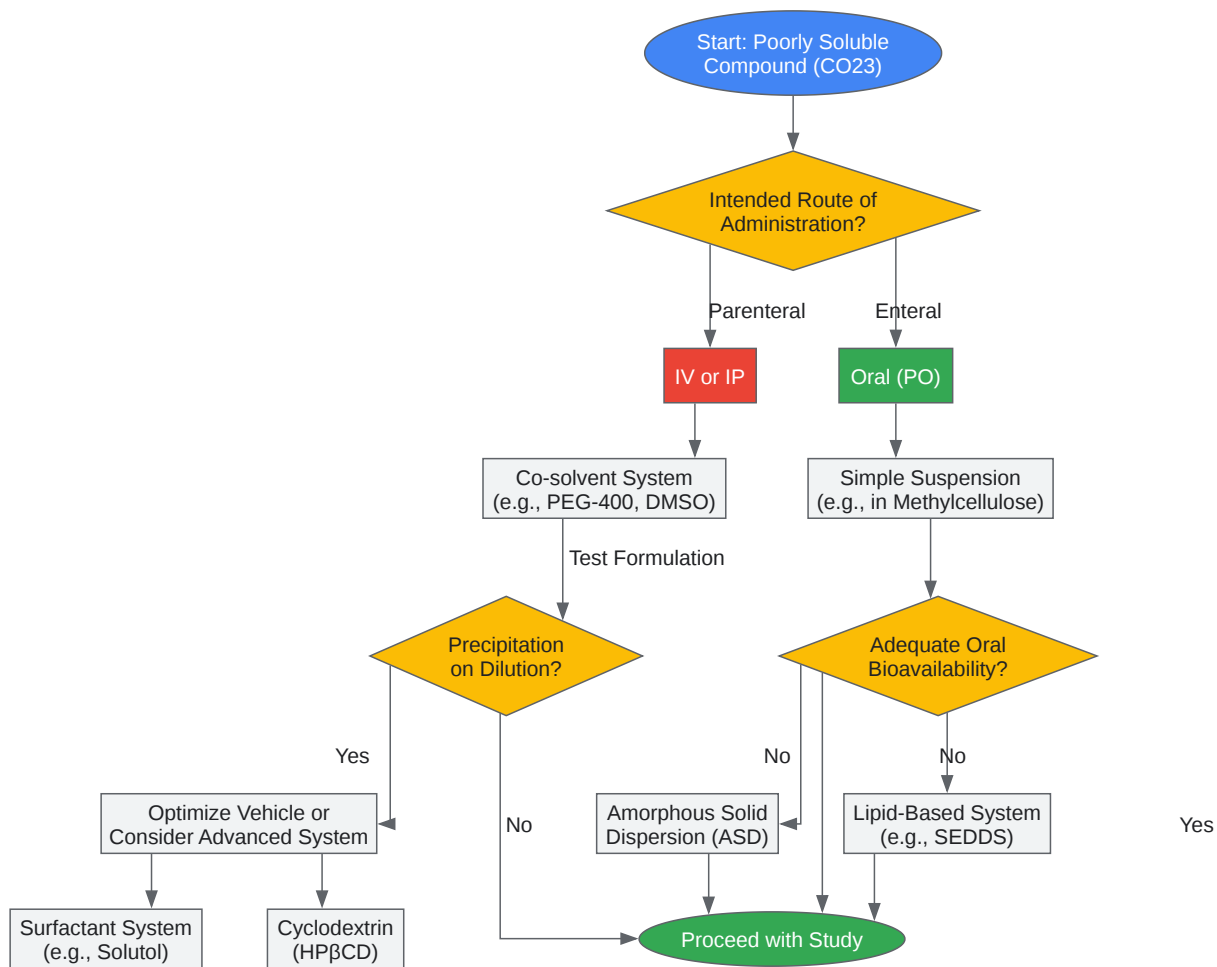 Start: Poorly Soluble
Compound (CO23)
Intended Route of
Administration?
Parenteral
Enteral
IV or IP
Oral (PO)
Co-solvent System
(e.g., PEG-400, DMSO)
Simple Suspension
(e.g., in Methylcellulose)
Test Formulation
Precipitation
on Dilution?
Adequate Oral
Bioavailability?
Yes
No
No
Optimize Vehicle or
Consider Advanced System
No
Amorphous Solid
Dispersion (ASD)
Lipid-Based System
(e.g., SEDDS)
Yes
Surfactant System
(e.g., Solutol)
Cyclodextrin
(HPβCD)
Proceed with Study